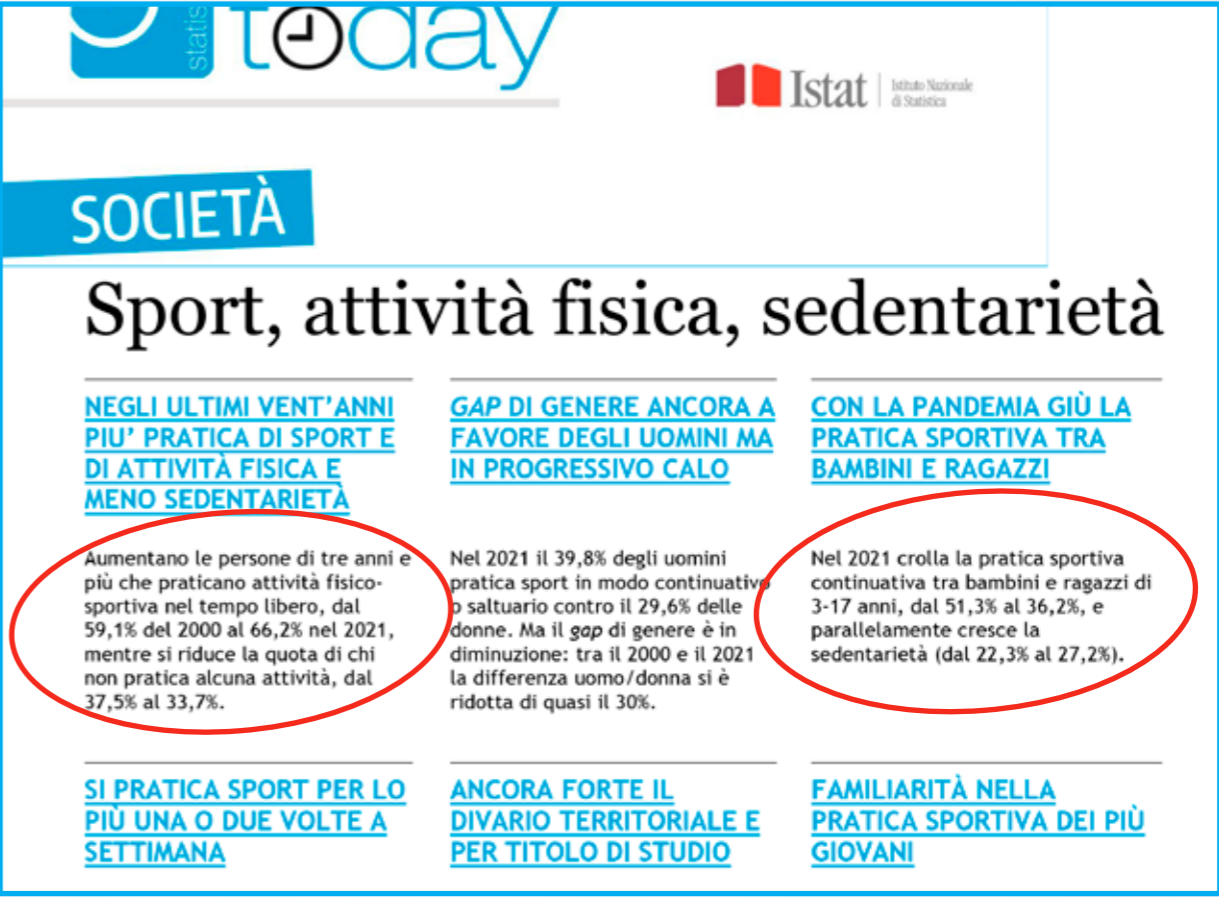 statis
today
Istat
Istituto Nazionale
di Statistica
SOCIETÀ
Sport, attività fisica, sedentarietà
NEGLI ULTIMI VENT'ANNI
PIU' PRATICA DI SPORT E
DI ATTIVITÀ FISICA E
MENO SEDENTARIETÀ
Aumentano le persone di tre anni e
più che praticano attività fisico-
sportiva nel tempo libero, dal
59,1% del 2000 al 66,2% nel 2021,
mentre si riduce la quota di chi
non pratica alcuna attività, dal
37,5% al 33,7%.
GAP DI GENERE ANCORA A
FAVORE DEGLI UOMINI MA
IN PROGRESSIVO CALO
Nel 2021 il 39,8% degli uomini
pratica sport in modo continuativo
o saltuario contro il 29,6% delle
donne. Ma il gap di genere è in
diminuzione: tra il 2000 e il 2021
la differenza uomo/donna si è
ridotta di quasi il 30%.
CON LA PANDEMIA GIÙ LA
PRATICA SPORTIVA TRA
BAMBINI E RAGAZZI
Nel 2021 crolla la pratica sportiva
continuativa tra bambini e ragazzi di
3-17 anni, dal 51,3% al 36,2%, e
parallelamente cresce la
sedentarietà (dal 22,3% al 27,2%).
SI PRATICA SPORT PER LO
PIÙ UNA O DUE VOLTE A
SETTIMANA
ANCORA FORTE IL
DIVARIO TERRITORIALE E
PER TITOLO DI STUDIO
FAMILIARITÀ NELLA
PRATICA SPORTIVA DEI PIÙ
GIOVANI